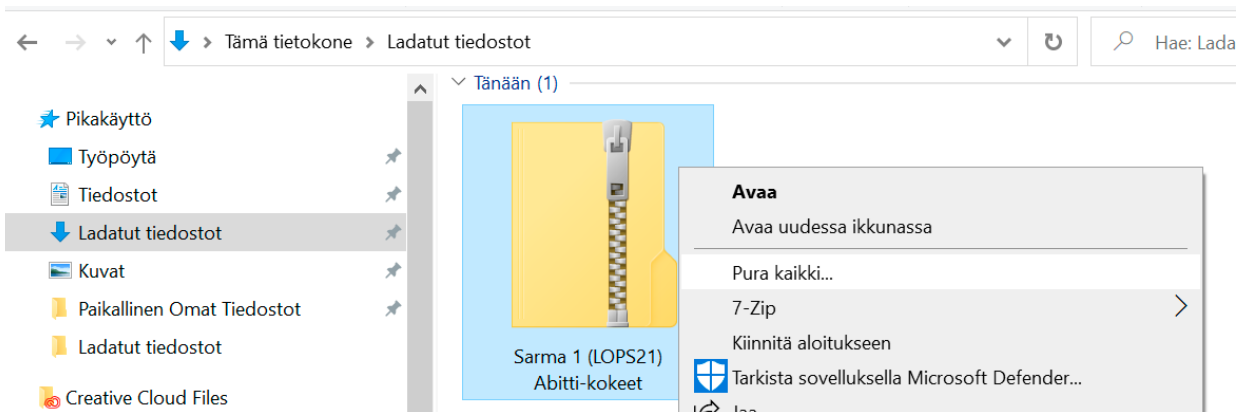 Tämä tietokone > Ladatut tiedostot
Hae: Lada
Tänään (1)
Pikakäyttö
Työpöytä
Tiedostot
Ladatut tiedostot
Kuvat
Paikallinen Omat Tiedostot
Ladatut tiedostot
Creative Cloud Files
Sarma 1 (LOPS21)
Abitti-kokeet
Avaa
Avaa uudessa ikkunassa
Pura kaikki...
7-Zip
Kiinnitä aloitukseen
Tarkista sovelluksella Microsoft Defender...